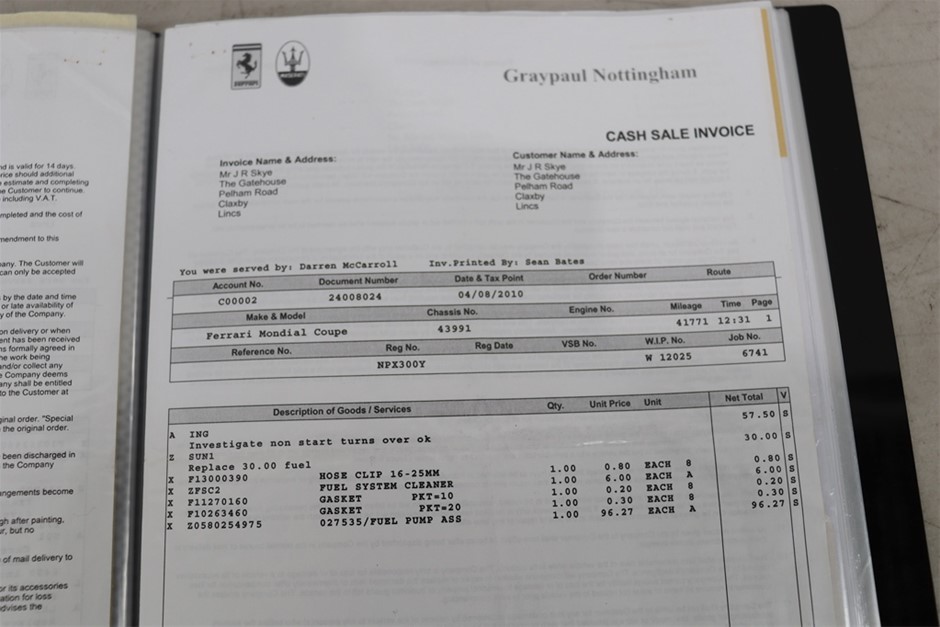 nd is valid for 14 days.
rice should additional
estimate and completing
e Customer to continue.
including V.A.T.
mpleted and the cost of
mendment to this
any. The Customer will
can only be accepted
by the date and time
or late availability of
y of the Company.
on delivery or when
ent has been received
ns formally agreed in
he work being
and/or collect any
e Company deems
any shall be entitled
to the Customer at
ginal order. "Special
the original order.
been discharged in
the Company
angements become
gh after painting,
ur, but no
of mail delivery to
or its accessories
ation for loss
dvises the
Ferrari
MASERATI
Graypaul Nottingham
CASH SALE INVOICE
Invoice Name & Address:
Mr J R Skye
The Gatehouse
Pelham Road
Claxby
Lincs
Customer Name & Address:
Mr J R Skye
The Gatehouse
Pelham Road
Claxby
Lincs
You were served by: Darren McCarroll Inv.Printed By: Sean Bates
Account No. Document Number Date & Tax Point Order Number Route
C00002 24008024 04/08/2010
Make & Model Chassis No. Engine No. Mileage Time Page
Ferrari Mondial Coupe 43991 41771 12:31 1
Reference No. Reg No. Reg Date VSB No. W.I.P. No. Job No.
NPX300Y W 12025 6741
Description of Goods / Services Qty. Unit Price Unit Net Total V
A ING 57.50 S
Investigate non start turns over ok
Z SUN1 30.00 S
Replace 30.00 fuel
X F13000390 HOSE CLIP 16-25MM 1.00 0.80 EACH 8 0.80 S
X ZFSC2 FUEL SYSTEM CLEANER 1.00 6.00 EACH A 6.00 S
X F11270160 GASKET PKT=10 1.00 0.20 EACH 8 0.20 S
X F10263460 GASKET PKT=20 1.00 0.30 EACH 8 0.30 S
X Z0580254975 027535/FUEL PUMP ASS 1.00 96.27 EACH A 96.27 S